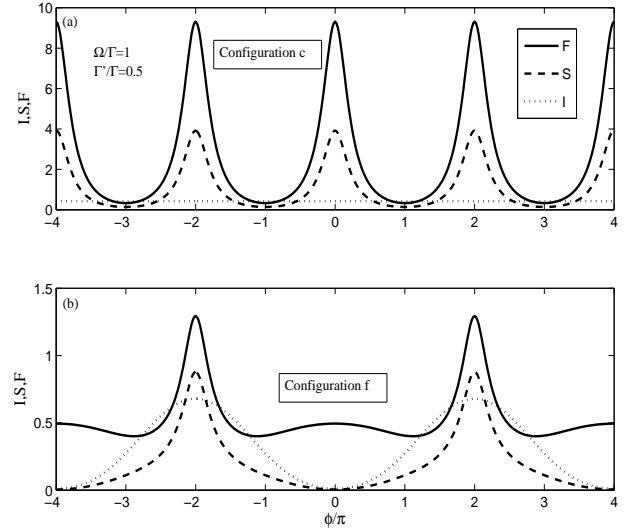 (a)
Ω/Γ=1
Γ'/Γ=0.5
Configuration c
F
S
I
I,S,F
10
8
6
4
2
0
-4 -3 -2 -1 0 1 2 3 4
(b)
Configuration f
I,S,F
1.5
1
0.5
0
-4 -3 -2 -1 0 1 2 3 4
ϕ/π